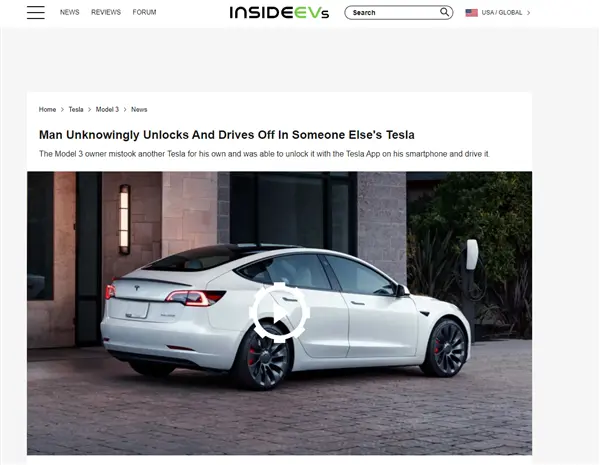 NEWS REVIEWS FORUM INSIDEEVs Search USA / GLOBAL
Home > Tesla > Model 3 > News
Man Unknowingly Unlocks And Drives Off In Someone Else's Tesla
The Model 3 owner mistook another Tesla for his own and was able to unlock it with the Tesla App on his smartphone and drive it.